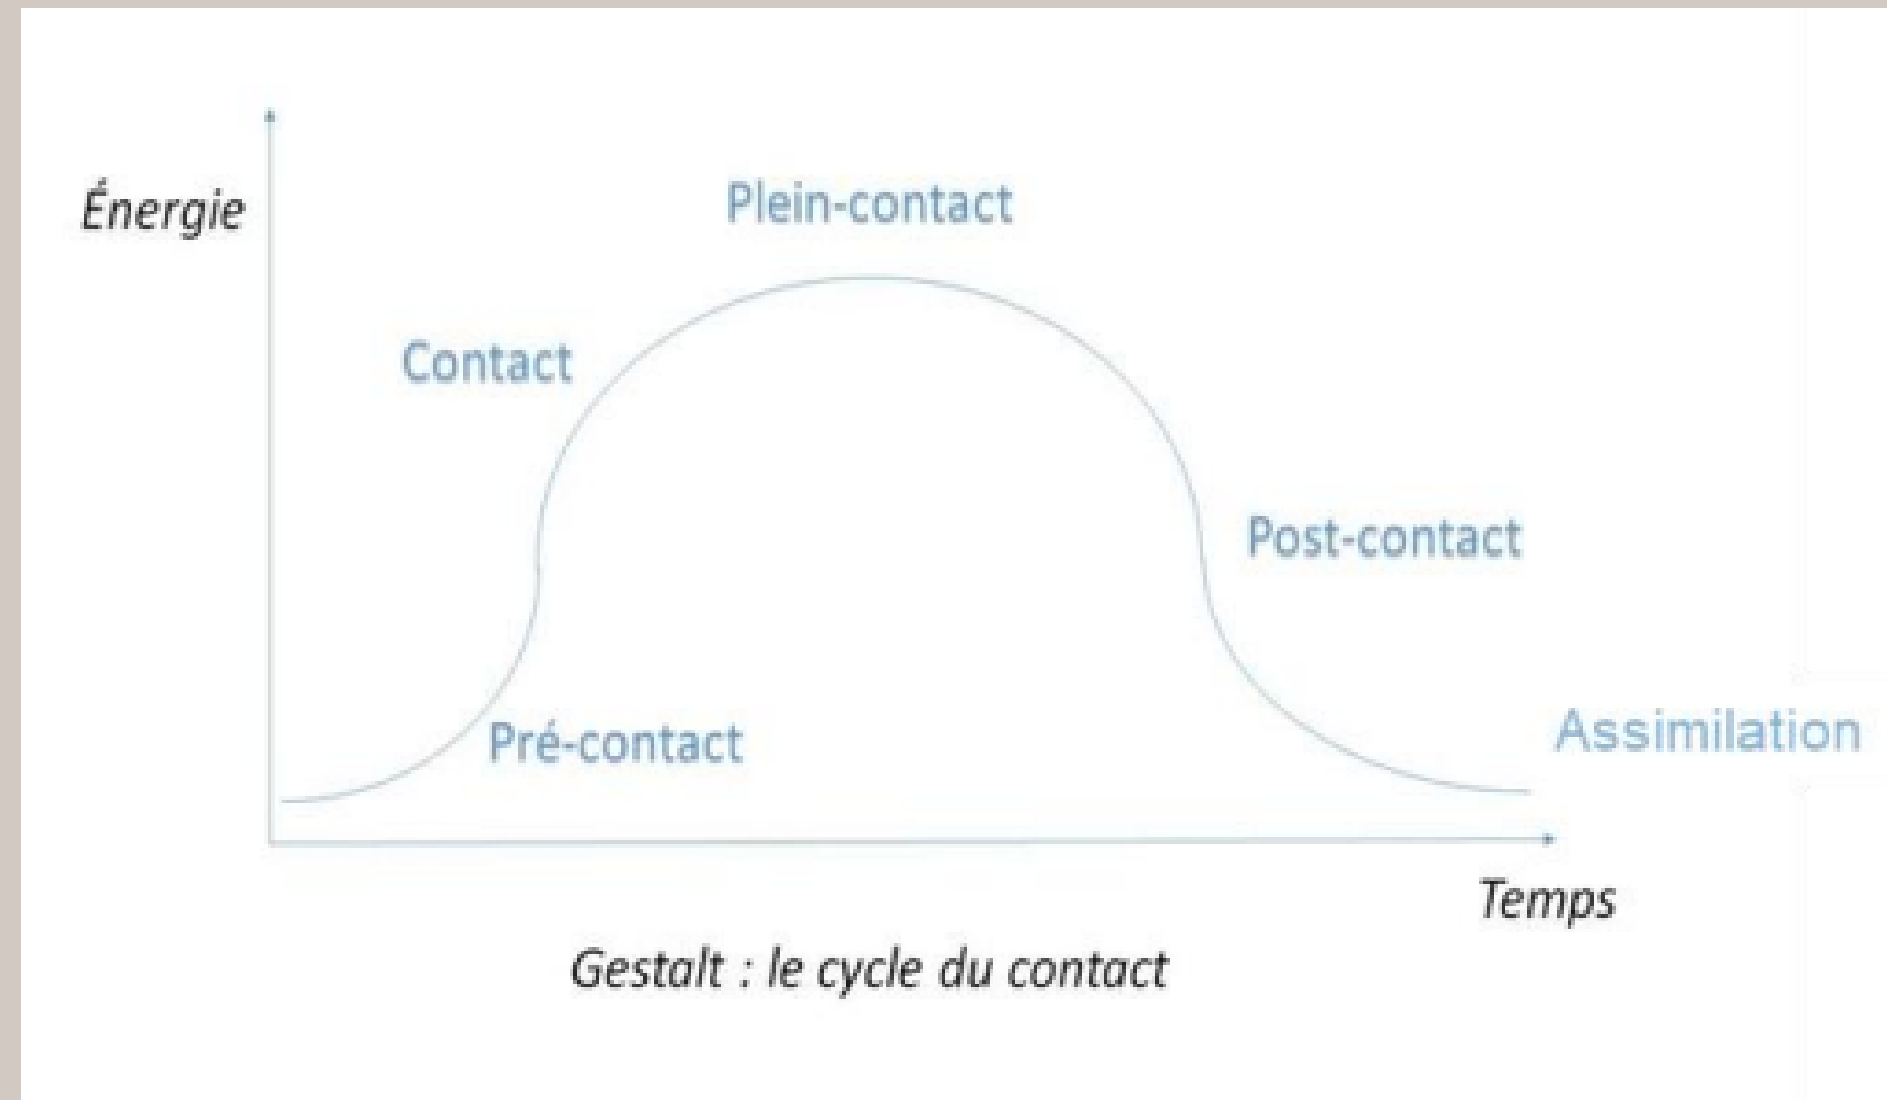 Énergie
Plein-contact
Contact
Post-contact
Pré-contact
Assimilation
Temps
Gestalt : le cycle du contact